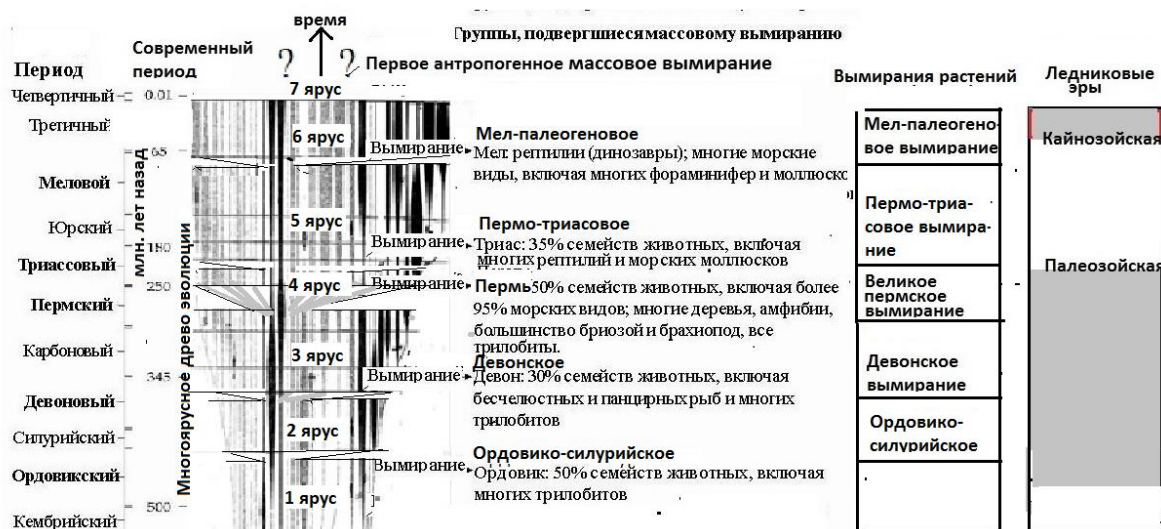 время
Группы, подвергшиеся массовому вымиранию
Современный
период
? ?
Первое антропогенное массовое вымирание
Период
Вымирания растений
Ледниковые
эры
Четвертичный
0.01
7 ярус
Третичный
6 ярус
Вымирание
Мел-палеогеновое
Мел: рептилии (динозавры); многие морские
виды, включая многих фораминифер и моллюско
65
Меловой
Мел-палеогено-
вое вымирание
Кайнозойская
млн. лет назад
Многоярусное древо эволюции
Юрский
5 ярус
180
Вымирание
Пермо-триасовое
Триас: 35% семейств животных, включая
многих рептилий и морских моллюсков
Пермо-триа-
совое вымира-
ние
Триассовый
250
4 ярус
Вымирание
Пермь50% семейств животных, включая более
95% морских видов; многие деревья, амфибии,
большинство бриозой и брахиопод, все
трилобиты.
Великое
пермское
вымирание
Палеозойская
Пермский
Карбоновый
3 ярус
345
Вымирание
Девонское
Девон: 30% семейств животных, включая
бесчелюстных и панцирных рыб и многих
трилобитов
Девонское
вымирание
Девоновый
Силурийский
2 ярус
Ордовико-
силурийское
Ордовикский
Вымирание
Ордовико-силурийское
Ордовик: 50% семейств животных, включая
многих трилобитов
1 ярус
500
Кембрийский